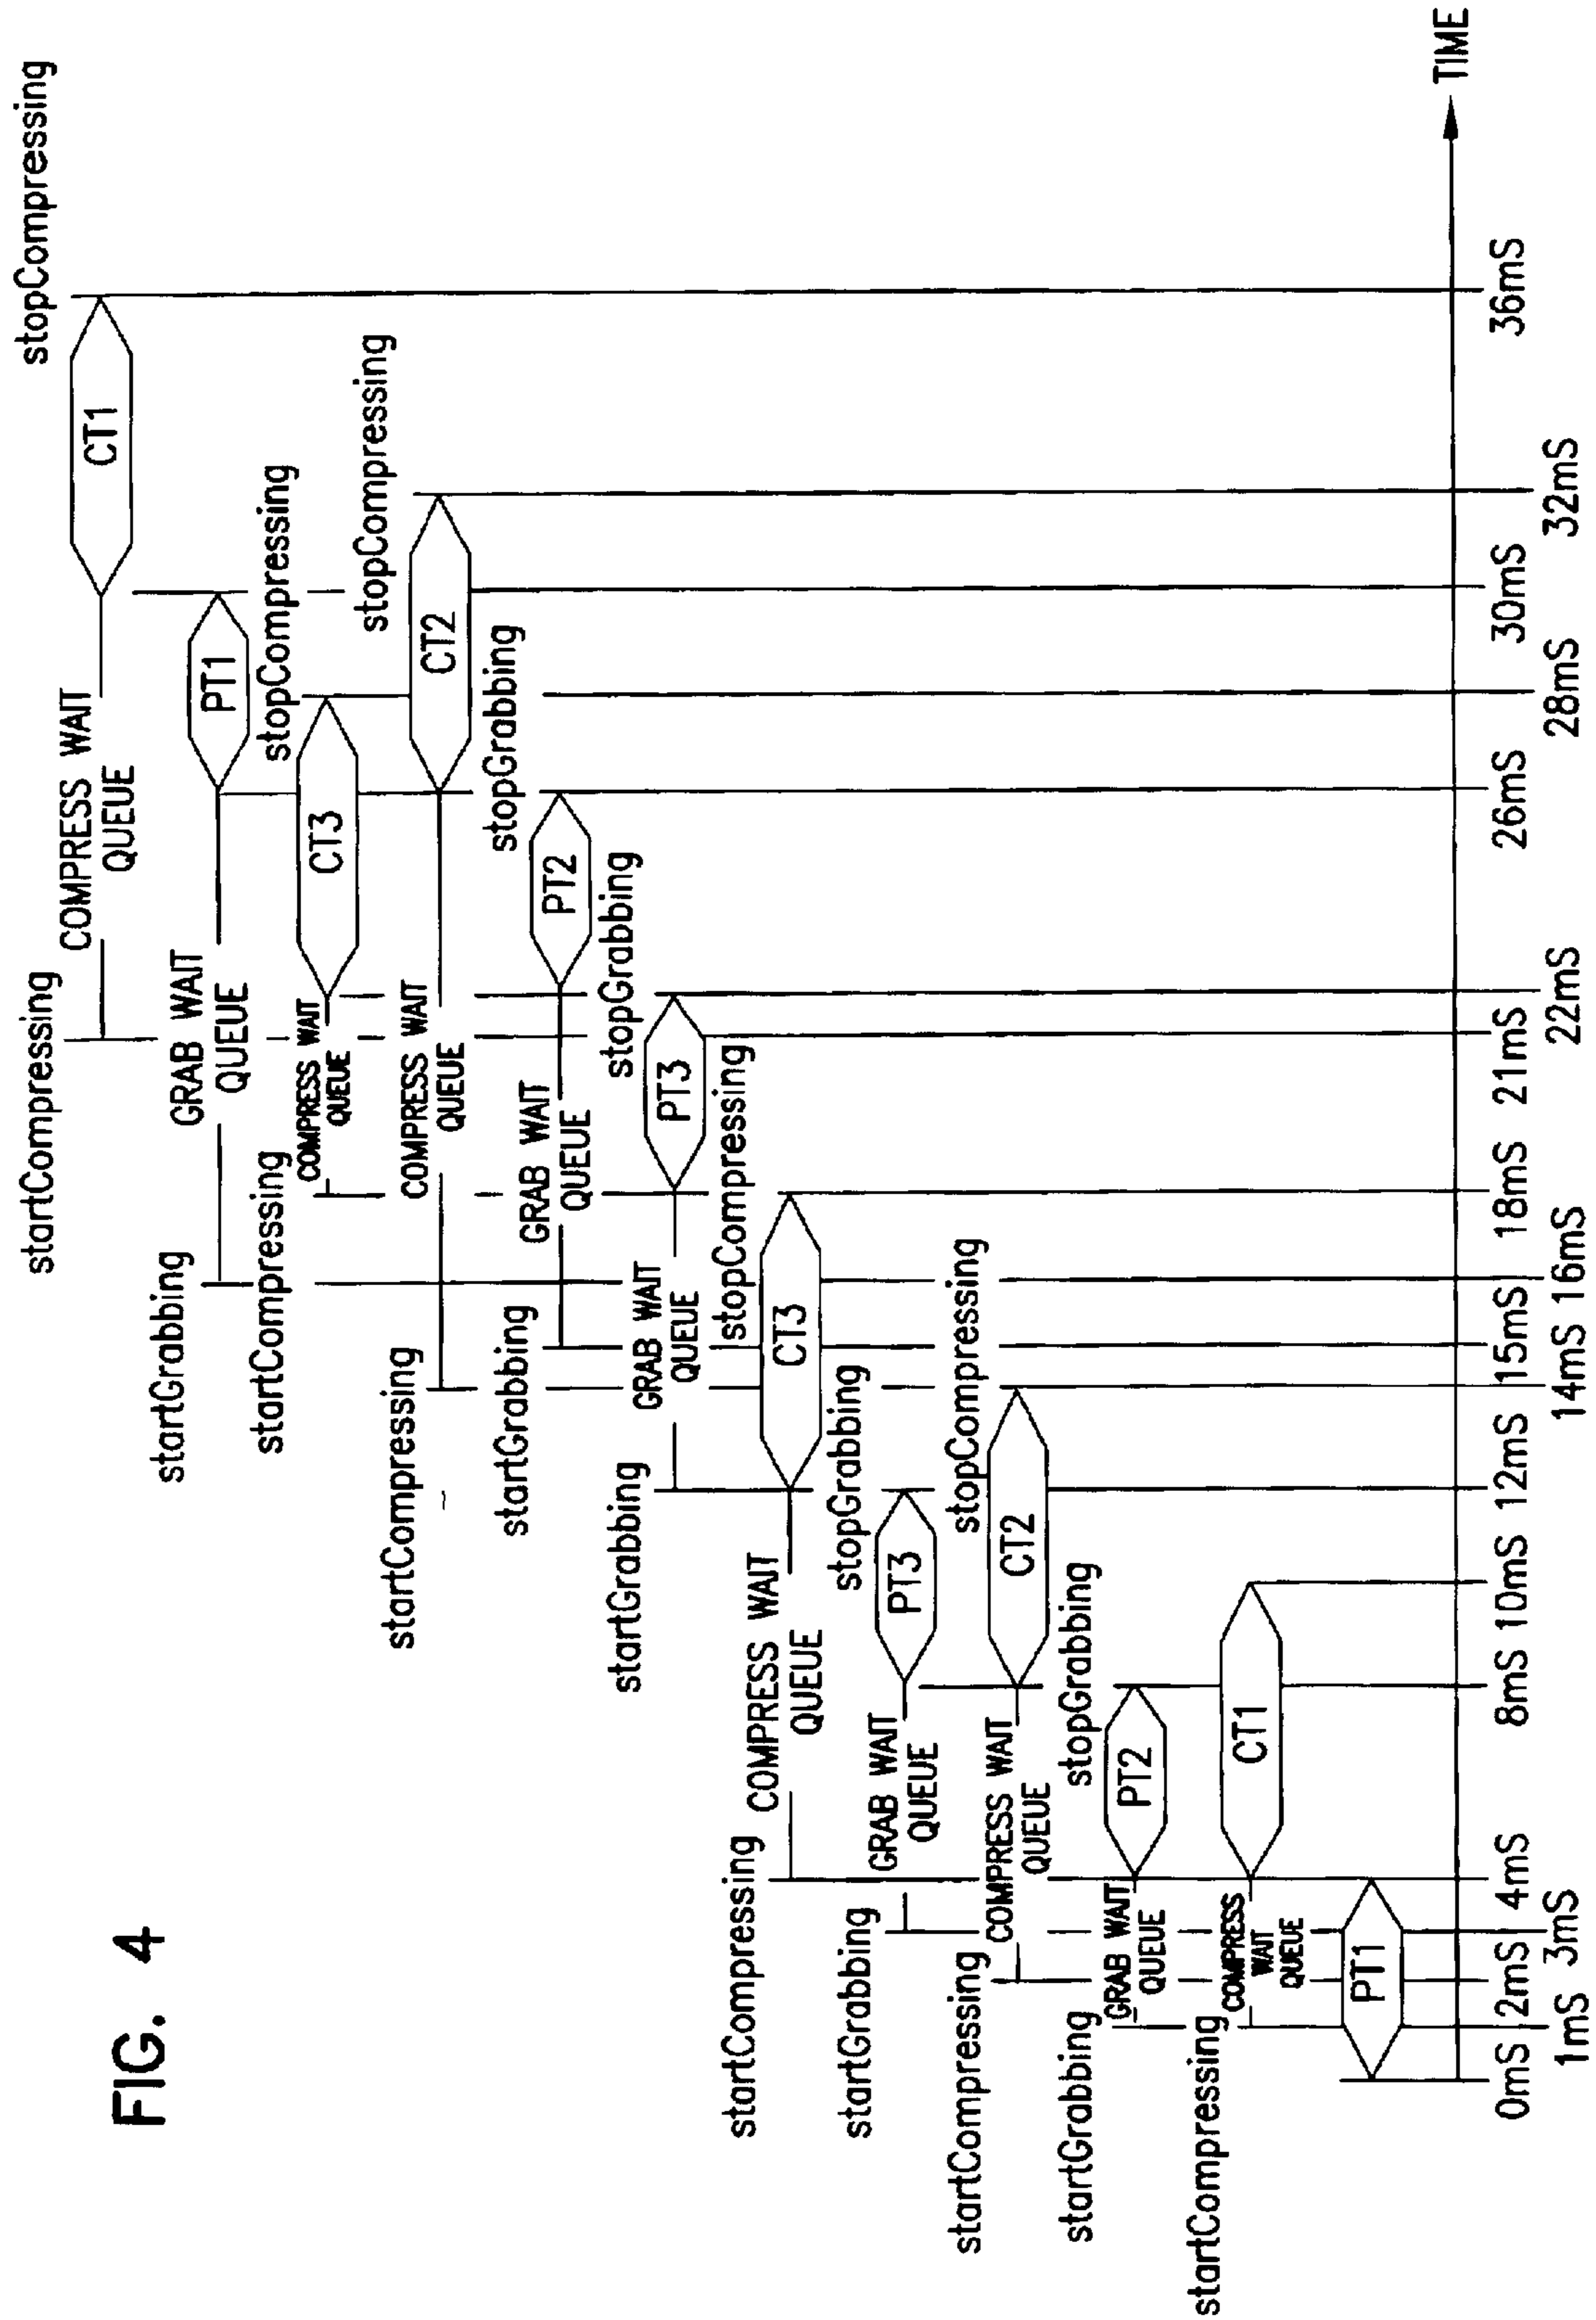 FIG. 4
startCompressing
stopCompressing
COMPRESS WAIT
QUEUE
CT1
startGrabbing
GRAB WAIT
QUEUE
PT1
startCompressing
COMPRESS WAIT
QUEUE
CT3
stopCompressing
startCompressing
COMPRESS WAIT
QUEUE
CT2
stopCompressing
startGrabbing
GRAB WAIT
QUEUE
PT2
stopGrabbing
startGrabbing
GRAB WAIT
QUEUE
PT3
stopGrabbing
startCompressing
COMPRESS WAIT
QUEUE
CT3
stopCompressing
startGrabbing
GRAB WAIT
QUEUE
PT3
stopGrabbing
startCompressing
COMPRESS WAIT
QUEUE
CT2
stopCompressing
startGrabbing
GRAB WAIT
QUEUE
PT2
stopGrabbing
startCompressing
COMPRESS
WAIT
QUEUE
CT1
PT1
TIME
0mS 2mS 4mS 8mS 10mS 12mS 15mS 18mS 21mS 26mS 30mS 36mS
1mS 3mS 14mS 16mS 22mS 28mS 32mS